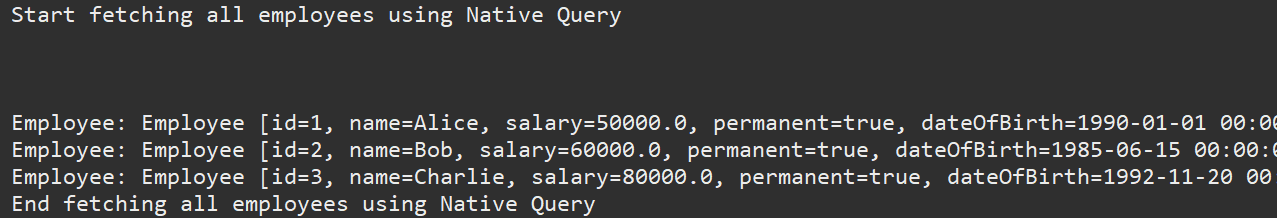 Start fetching all employees using Native Query
Employee: Employee [id=1, name=Alice, salary=50000.0, permanent=true, dateOfBirth=1990-01-01 00:00
Employee: Employee [id=2, name=Bob, salary=60000.0, permanent=true, dateOfBirth=1985-06-15 00:00:0
Employee: Employee [id=3, name=Charlie, salary=80000.0, permanent=true, dateOfBirth=1992-11-20 00
End fetching all employees using Native Query